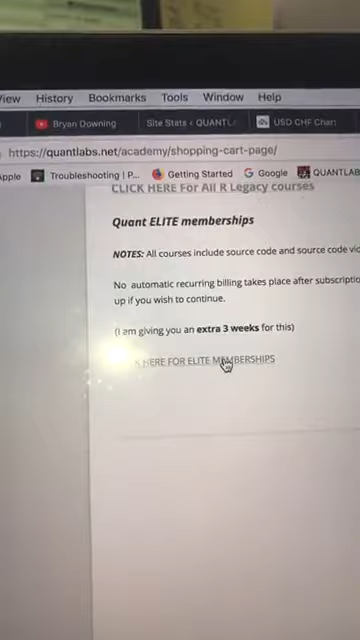 View History Bookmarks Tools Window Help
Bryan Downing Site Stats ‹ QUANTL USD CHF Chart
https://quantlabs.net/academy/shopping-cart-page/
Apple Troubleshooting | P... Getting Started Google QUANTLAB
CLICK HERE For All R Legacy courses
Quant ELITE memberships
NOTES: All courses include source code and source code vid
No automatic recurring billing takes place after subscriptio
up if you wish to continue.
(I am giving you an extra 3 weeks for this)
K HERE FOR ELITE MEMBERSHIPS